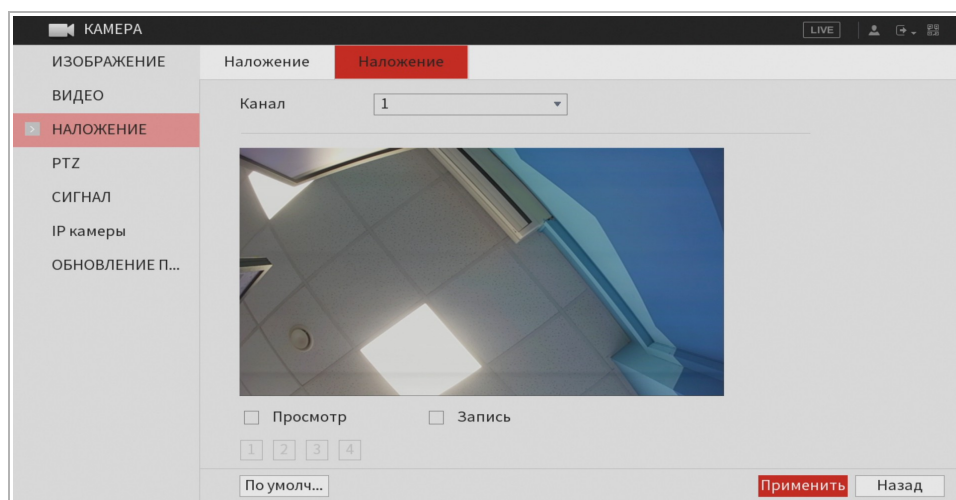 КАМЕРА LIVE
ИЗОБРАЖЕНИЕ
ВИДЕО
НАЛОЖЕНИЕ
PTZ
СИГНАЛ
IP камеры
ОБНОВЛЕНИЕ П...
Наложение Наложение
Канал 1
Просмотр Запись
1 2 3 4
По умолч... Применить Назад